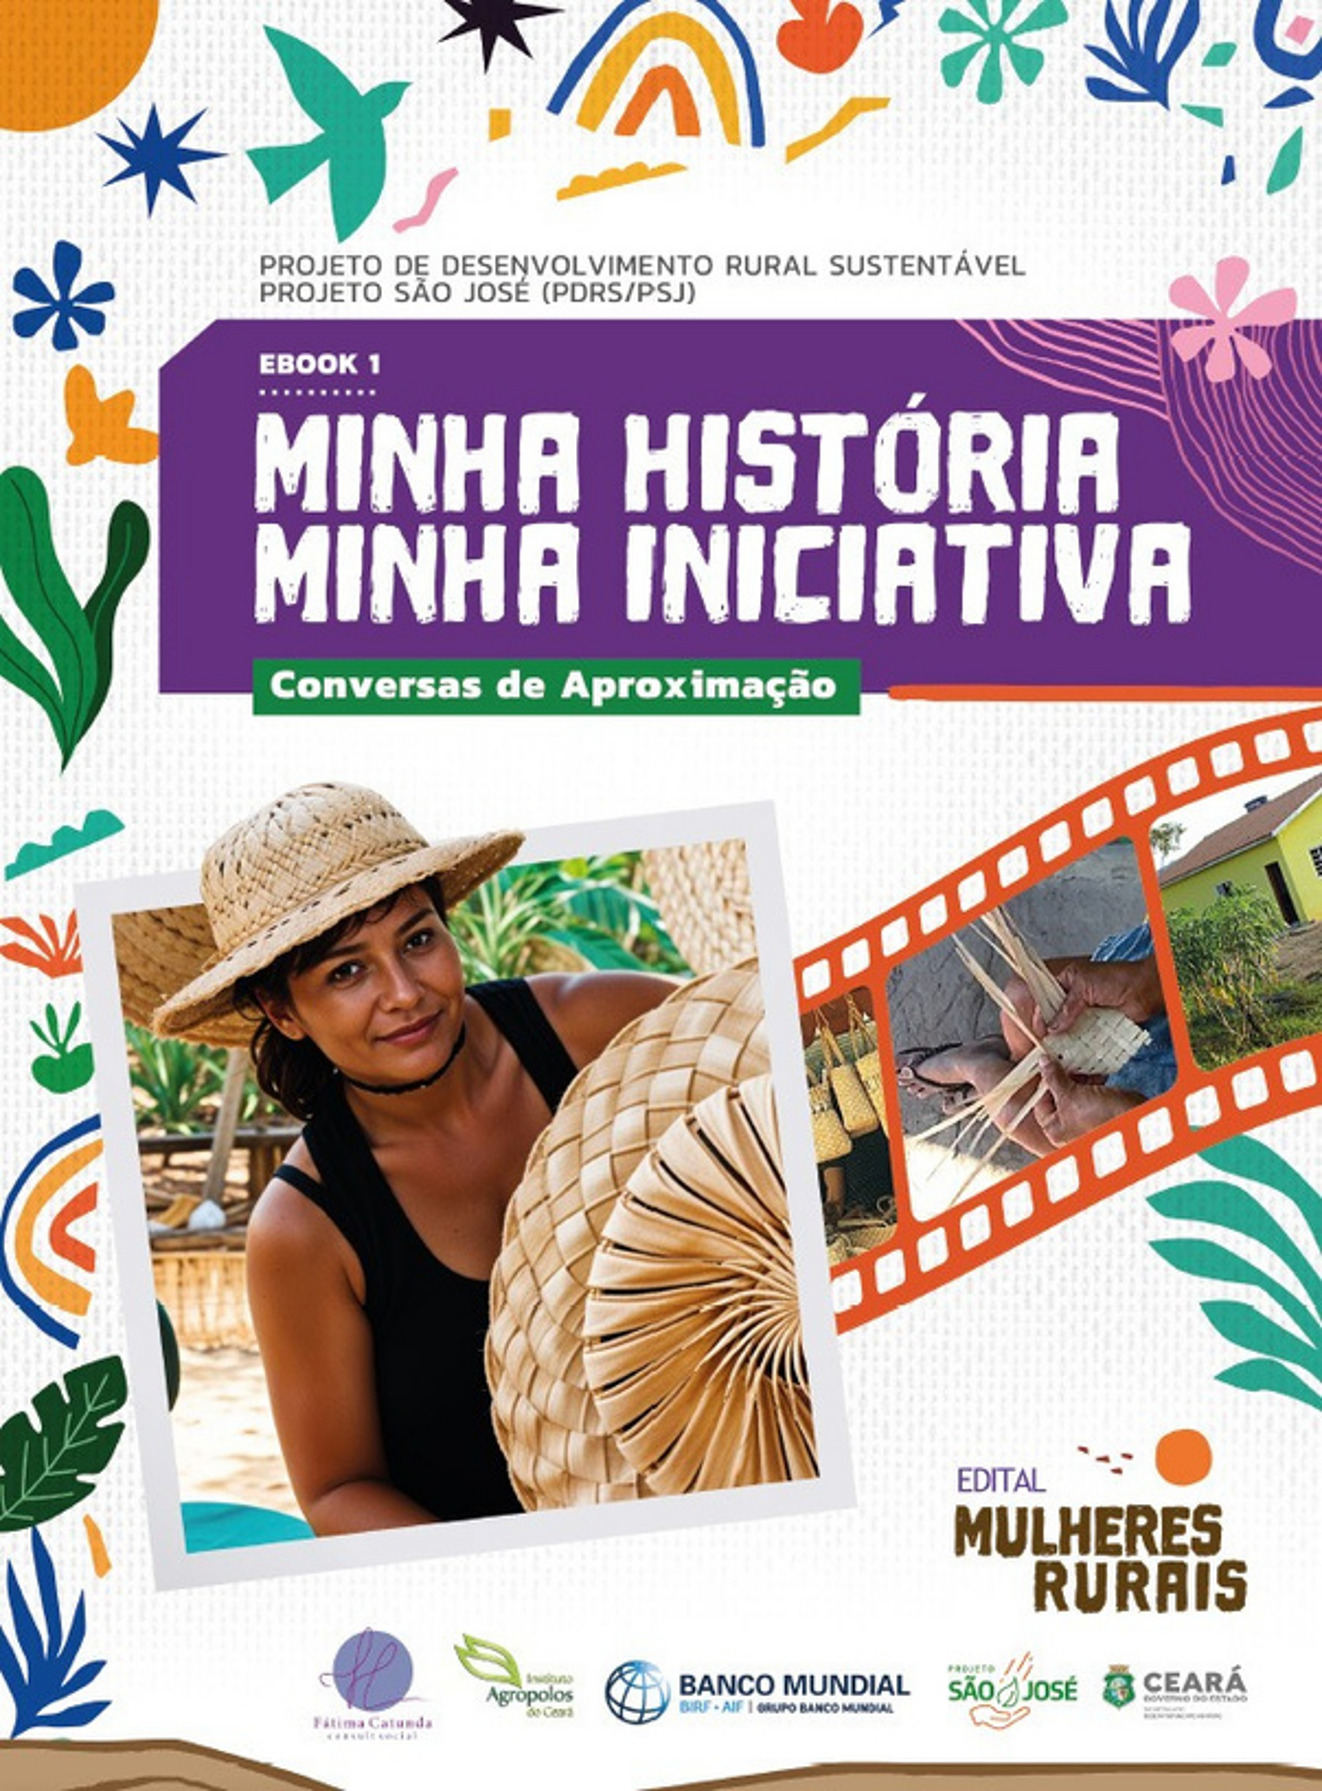 PROJETO DE DESENVOLVIMENTO RURAL SUSTENTÁVEL
PROJETO SÃO JOSÉ (PDRS/PSJ)
EBOOK 1
MINHA HISTÓRIA
MINHA INICIATIVA
Conversas de Aproximação
EDITAL
MULHERES
RURAIS
Fátima Catunda
consultsocial
Instituto
Agropolos
do Ceará
BANCO MUNDIAL
BIRF - AIF | GRUPO BANCO MUNDIAL
PROJETO
SÃO JOSÉ
CEARÁ
GOVERNO DO ESTADO